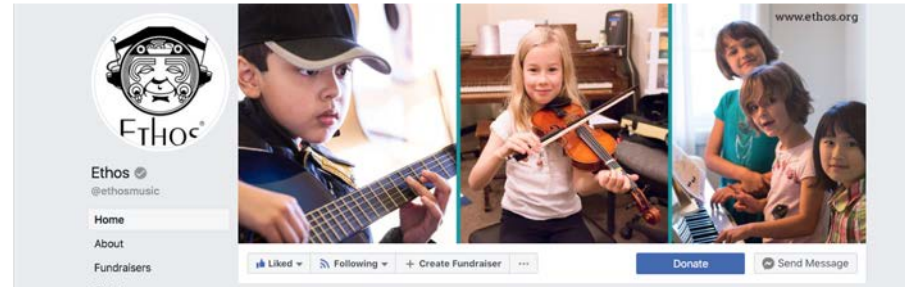 www.ethos.org
ETHOS®
Ethos
@ethosmusic
Home
About
Fundraisers
Liked
Following
+ Create Fundraiser
...
Donate
Send Message